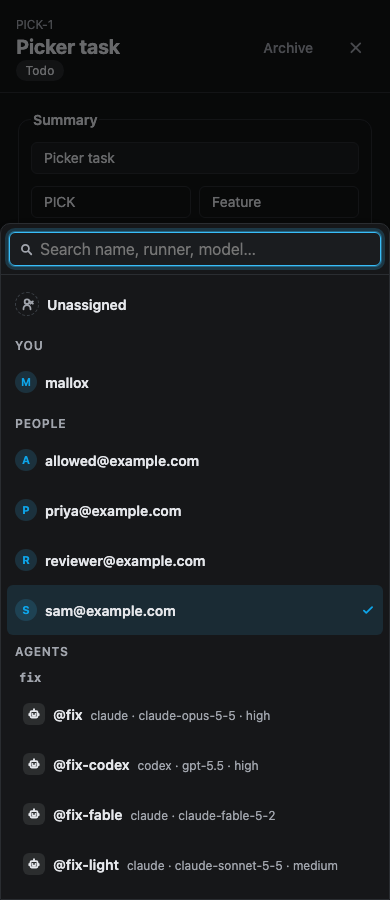 PICK-1
Picker task
Archive
Todo
Summary
Picker task
PICK
Feature
Search name, runner, model...
Unassigned
YOU
M mallox
PEOPLE
A allowed@example.com
P priya@example.com
R reviewer@example.com
S sam@example.com
AGENTS
fix
@fix claude · claude-opus-5-5 · high
@fix-codex codex · gpt-5.5 · high
@fix-fable claude · claude-fable-5-2
@fix-light claude · claude-sonnet-5-5 · medium